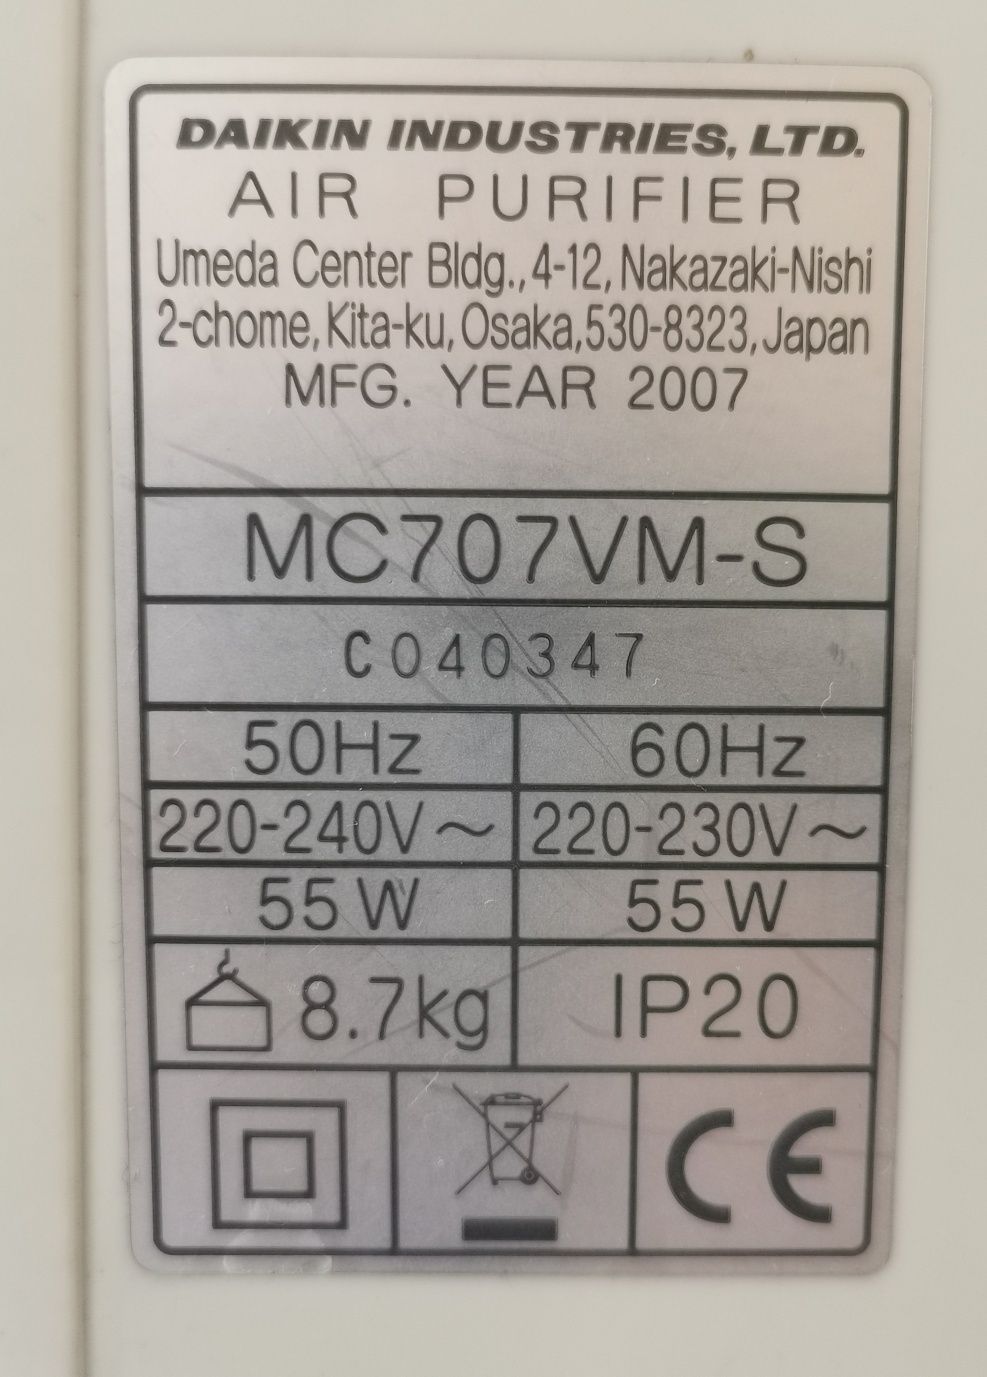 DAIKIN INDUSTRIES, LTD.
AIR PURIFIER
Umeda Center Bldg., 4-12, Nakazaki-Nishi
2-chome, Kita-ku, Osaka, 530-8323, Japan
MFG. YEAR 2007
MC707VM-S
C040347
50Hz 60Hz
220-240V~ 220-230V~
55W 55W
8.7kg IP20
CE